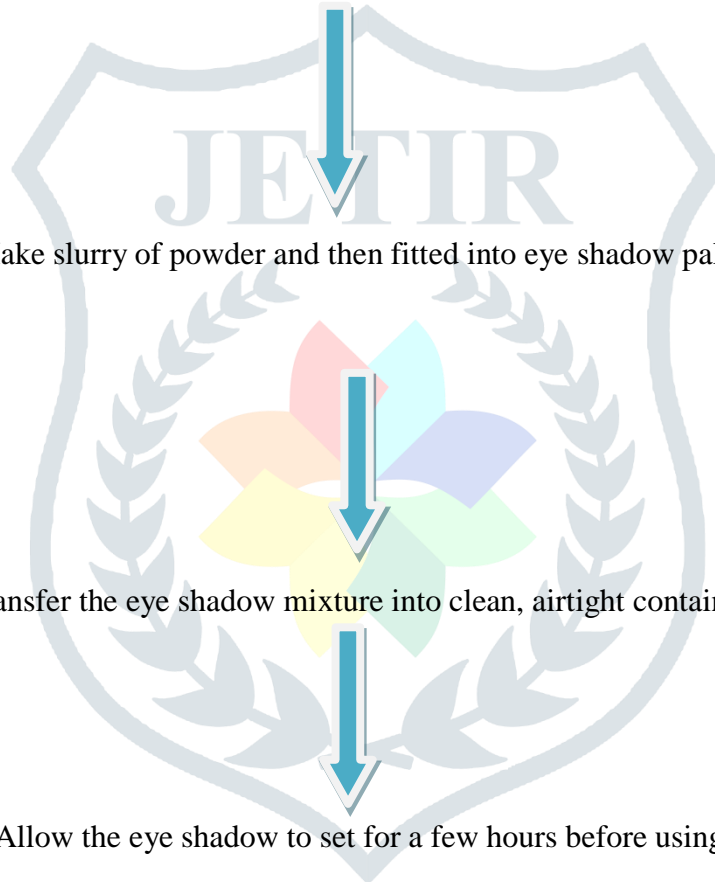 JETIR
ake slurry of powder and then fitted into eye shadow pal
ansfer the eye shadow mixture into clean, airtight contain
Allow the eye shadow to set for a few hours before using